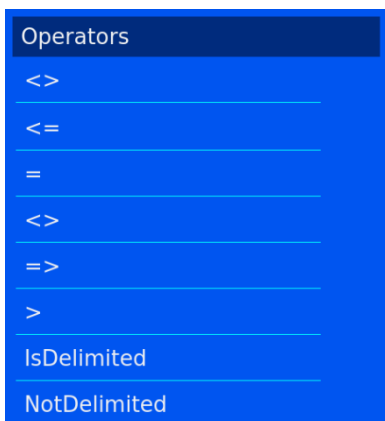 Operators
<>
<=
=
<>
=>
>
IsDelimited
NotDelimited